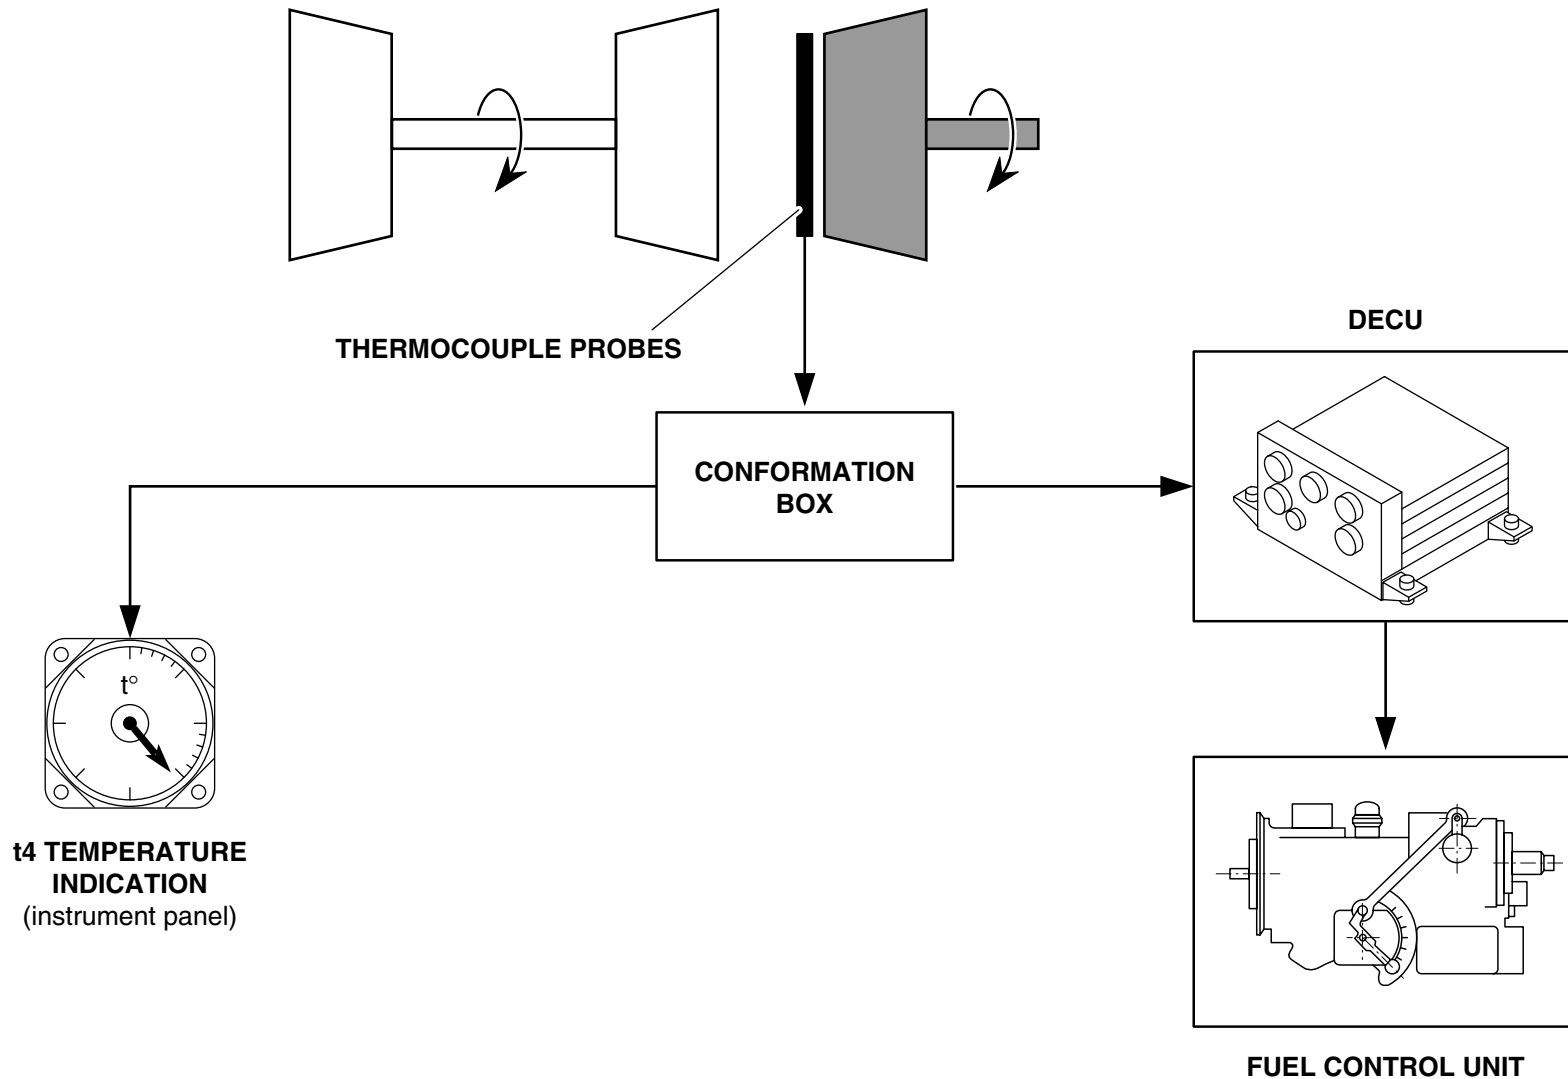 THERMOCOUPLE PROBES
DECU
CONFORMATION
BOX
t°
t4 TEMPERATURE
INDICATION
(instrument panel)
FUEL CONTROL UNIT